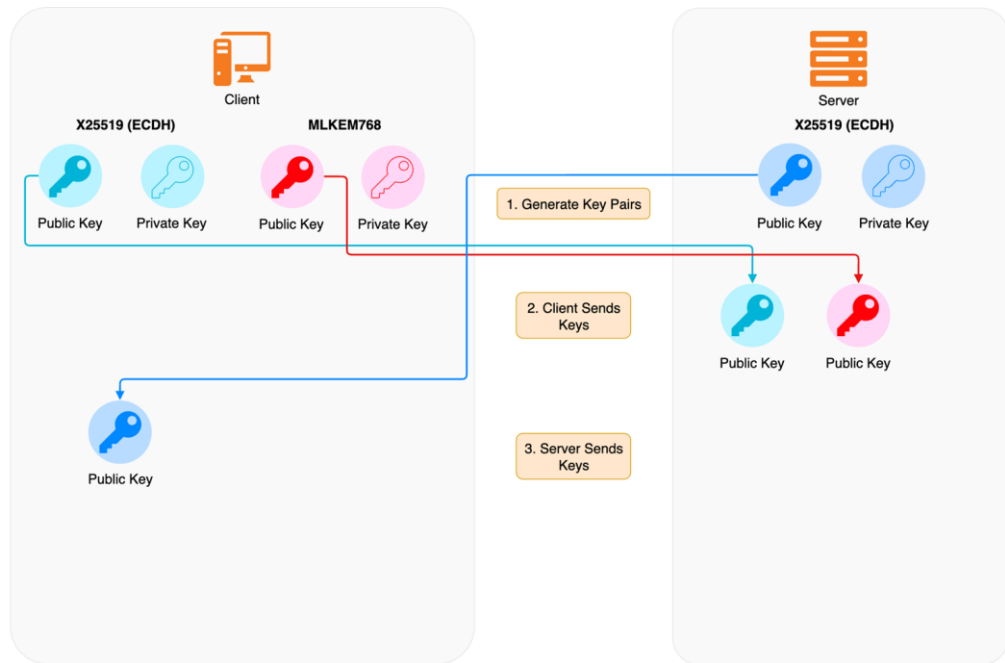 Client
Server
X25519 (ECDH)
MLKEM768
X25519 (ECDH)
Public Key
Private Key
Public Key
Private Key
1. Generate Key Pairs
Public Key
Private Key
2. Client Sends
Keys
Public Key
Public Key
3. Server Sends
Keys
Public Key